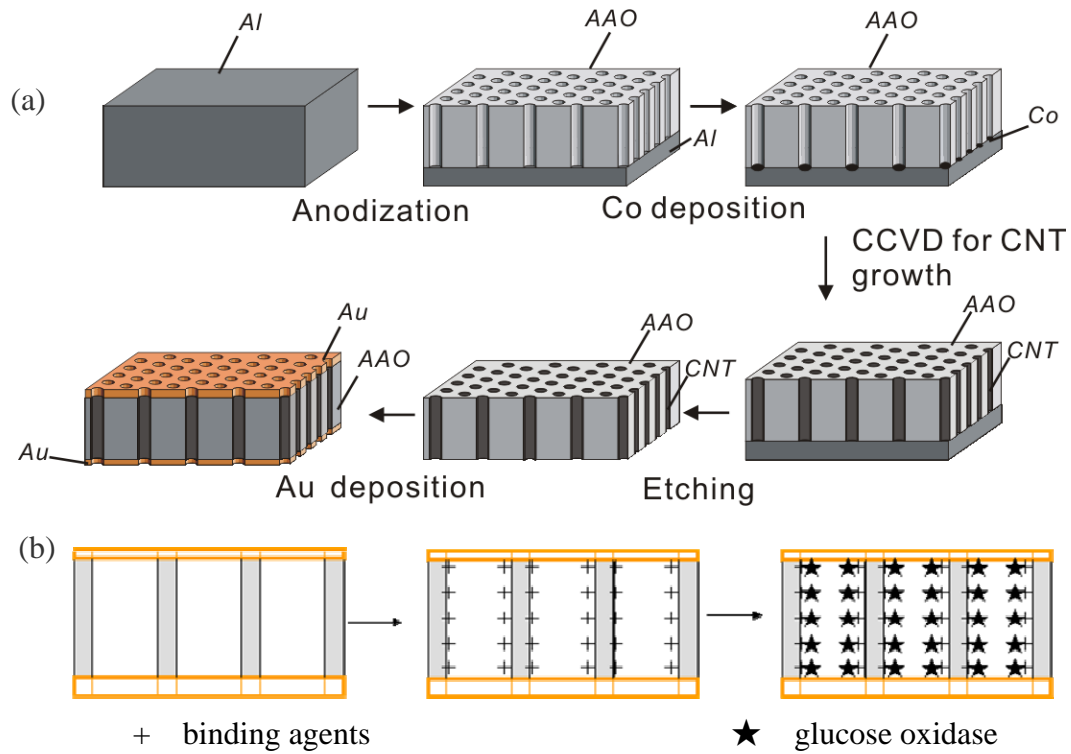 Al
AAO
AAO
(a)
Al
Co
Anodization
Co deposition
CCVD for CNT
growth
Au
AAO
AAO
AAO
CNT
CNT
Au
Au deposition
Etching
(b)
+ binding agents
★ glucose oxidase